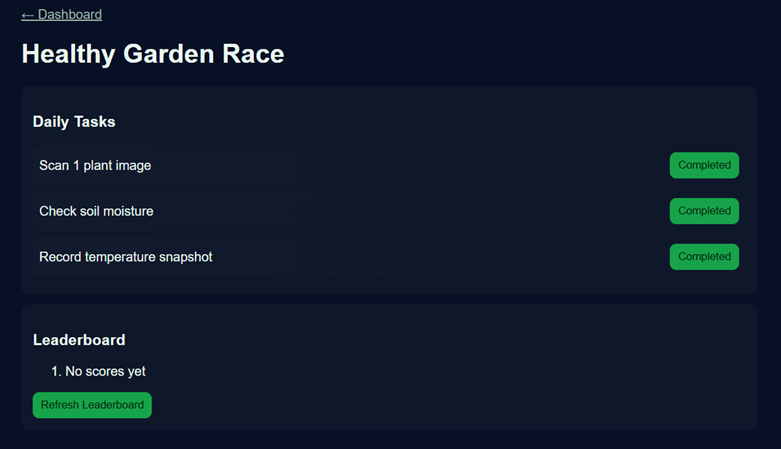 ← Dashboard
Healthy Garden Race
Daily Tasks
Scan 1 plant image
Completed
Check soil moisture
Completed
Record temperature snapshot
Completed
Leaderboard
1. No scores yet
Refresh Leaderboard